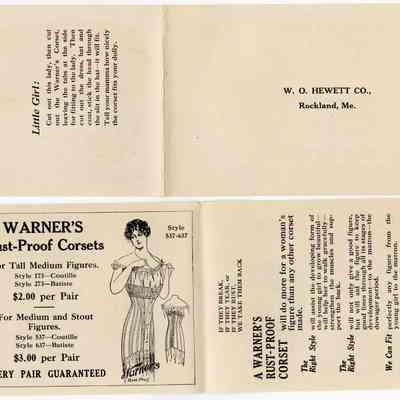 Little Girl:
Cut out this lady, then cut
out the Warner's Corset,
leaving the tabs at the side
for fitting to the lady. Then
cut out the dress, hat and
coat, stick the head through
the slit in the hat—it will fit.
Tell your mamma how nicely
the corset fits your dolly.
W. O. HEWETT CO.,
Rockland, Me.
WARNER'S
ust-Proof Corsets
or Tall Medium Figures.
Style 173—Coutille
Style 273—Batiste
$2.00 per Pair
For Medium and Stout
Figures.
Style 537—Coutille
Style 637—Batiste
$3.00 per Pair
ERY PAIR GUARANTEED
Style
537-637
Warner's
Rust-Proof
IF THEY BREAK,
IF THEY TEAR, or
IF THEY RUST,
WE TAKE THEM BACK
A WARNER'S
RUST-PROOF
CORSET
Will do more for a woman's
figure than any other corset
made.
The
Right Style
will assist the developing form of
the young girl to grow beautiful—
will help her to walk gracefully—
strengthen the muscles and sup-
port the back.
The
Right Style
will not only give a good figure,
but will aid the figure to keep
good lines through all its stages of
development—to the matron—the
dowager period.
We Can Fit
perfectly any figure from the
young girl to the matron.